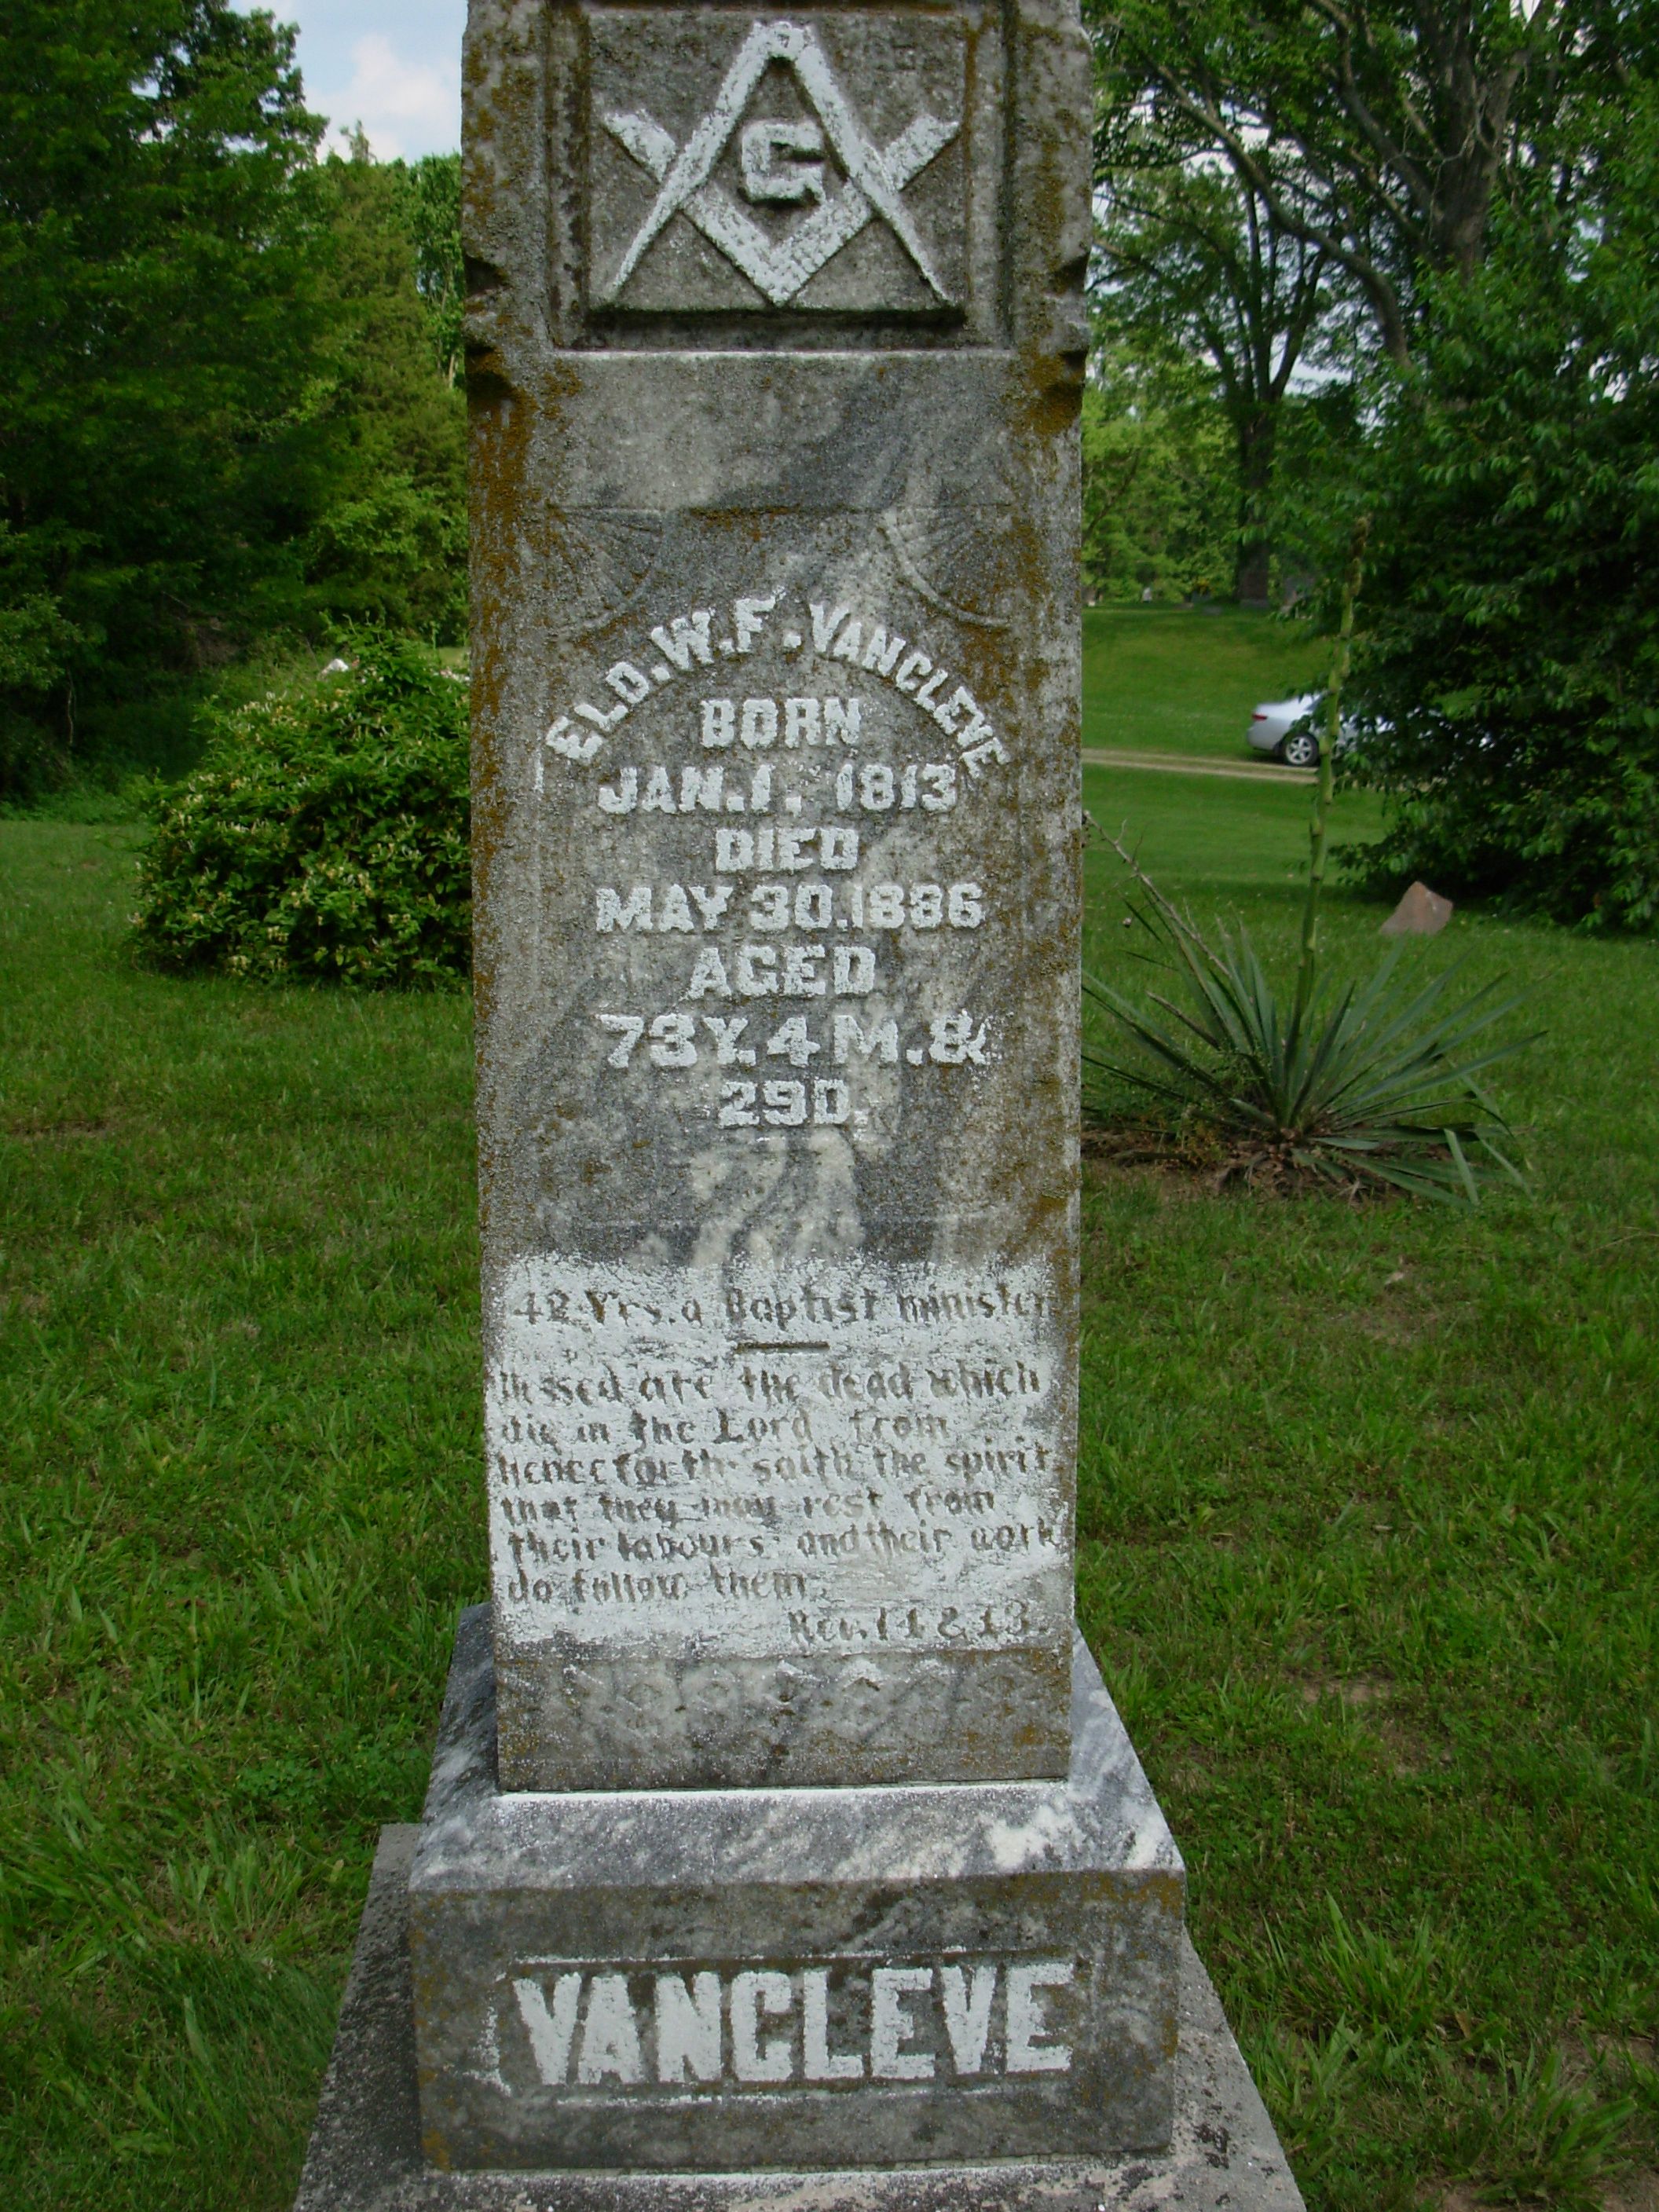 G
ELD. W. F. VANCLEVE
BORN
JAN. 1, 1813
DIED
MAY 30. 1886
AGED
73 Y. 4 M. &
29 D.
42 Yrs. a Baptist minister
Blessed are the dead which
die in the Lord from
henceforth saith the spirit
that they may rest from
their labours and their work
do follow them.
Rev. 14 & 13.
VANCLEVE